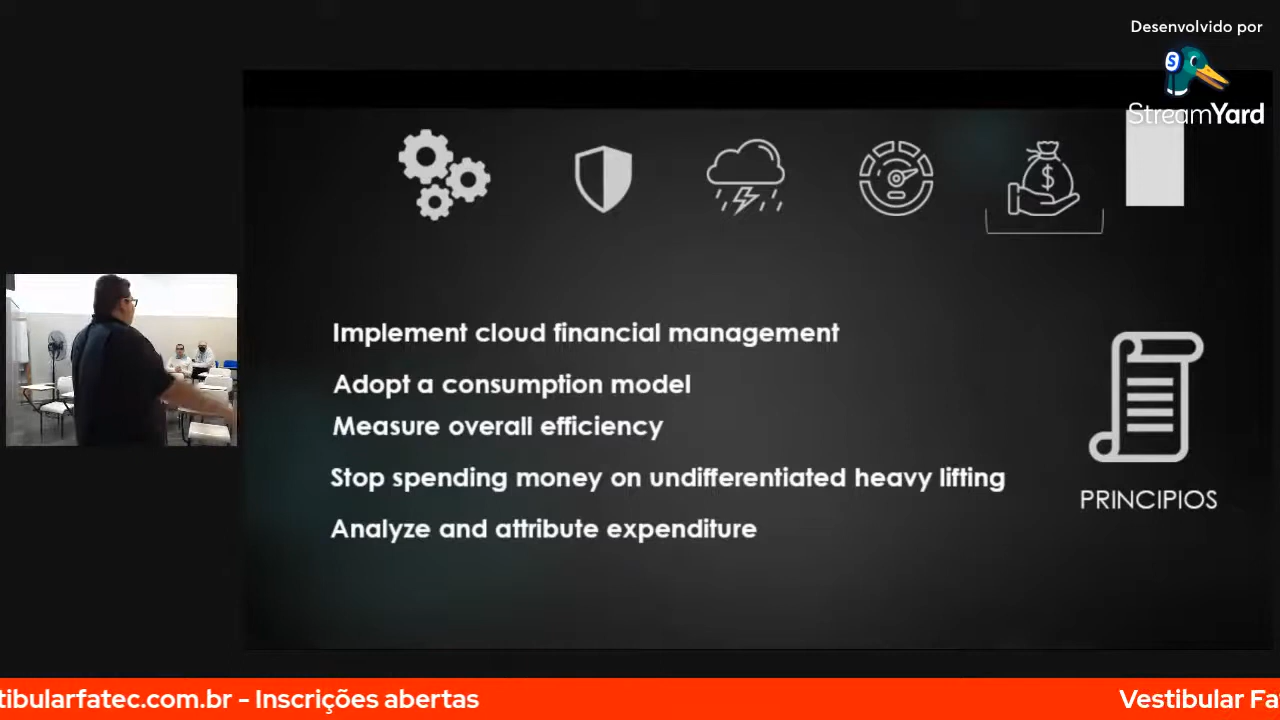 Desenvolvido por
StreamYard
Implement cloud financial management
Adopt a consumption model
Measure overall efficiency
Stop spending money on undifferentiated heavy lifting
Analyze and attribute expenditure
PRINCIPIOS
tibularfatec.com.br - Inscrições abertas
Vestibular Fa